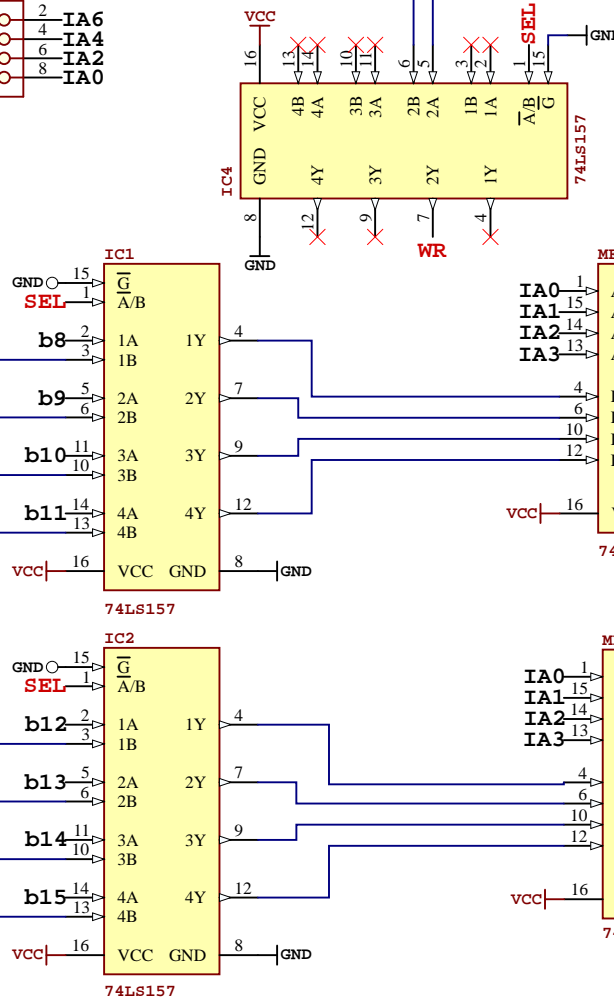 2 IA6
4 IA4
6 IA2
8 IA0
VCC
SEL
GND
16 13 14 10 11 6 5 3 2 1 15
VCC 4B 4A 3B 3A 2B 2A 1B 1A A/B G
IC4
74LS157
GND 4Y 3Y 2Y 1Y
8 12 9 7 4
GND
WR
IC1
GND 15 G
SEL 1 A/B
b8 2 1A 1Y 4
3 1B
b9 5 2A 2Y 7
6 2B
b10 11 3A 3Y 9
10 3B
b11 14 4A 4Y 12
13 4B
VCC 16 VCC GND 8 GND
74LS157
IA0 1
IA1 15
IA2 14
IA3 13
4
6
10
12
VCC 16
IC2
GND 15 G
SEL 1 A/B
b12 2 1A 1Y 4
3 1B
b13 5 2A 2Y 7
6 2B
b14 11 3A 3Y 9
10 3B
b15 14 4A 4Y 12
13 4B
VCC 16 VCC GND 8 GND
74LS157
IA0 1
IA1 15
IA2 14
IA3 13
4
6
10
12
VCC 16